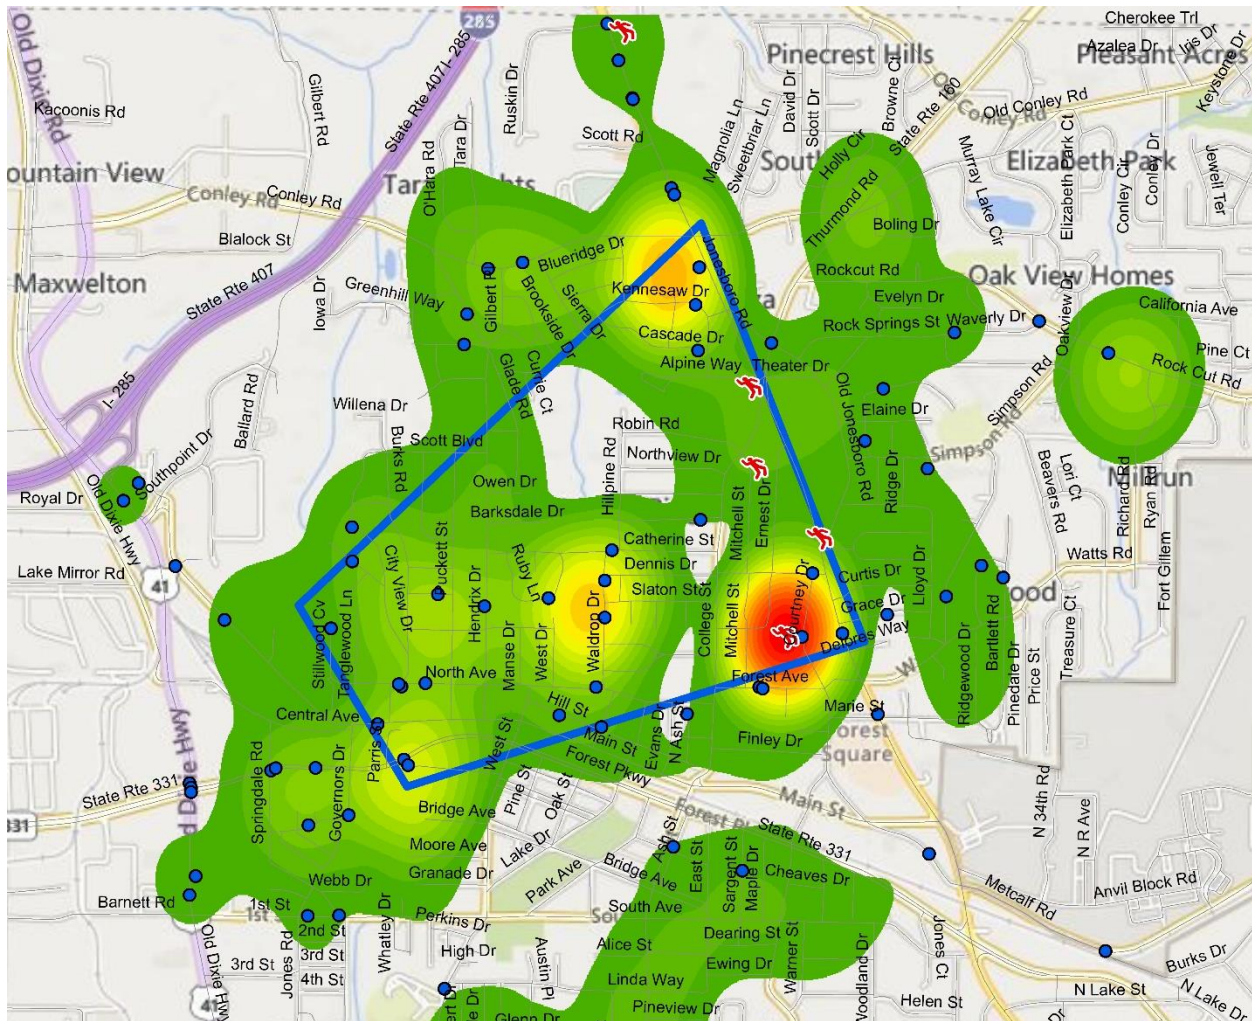 Cherokee Trl
Azalea Dr
Iris Dr
Keystone Dr
Pinecrest Hills
Pleasant Acres
285
State Rte 407
I- 285
Old Dixie Rd
Gilbert Rd
Ruskin Dr
Kacoonis Rd
David Dr
Scott Dr
Browne Ct
State Rte 160
Old Conley Rd
Magnolia Ln
Sweetbriar Ln
Scott Rd
Tara Dr
O'Hara Rd
Holly Cir
Thurmond Rd
Murray Lake Cir
Elizabeth Park
Elizabeth Park Ct
Conley Cir
Conley Dr
Jewell Ter
ountain View
Conley Rd
Conley Rd
Blalock St
Boling Dr
Maxwelton
State Rte 407
Blueridge Dr
Rockcut Rd
Oak View Homes
Jonesboro Rd
Iowa Dr
Greenhill Way
Gilbert R
Brookside Dr
Sierra Dr
Kennesaw Dr
Evelyn Dr
California Ave
Cascade Dr
Rock Springs St
Waverly Dr
Oakview Dr
Pine Ct
Alpine Way
Theater Dr
Rock Cut Rd
I- 285
Ballard Rd
Glade Rd
Currie Ct
Simpson Rd
Simpson Rd
Willena Dr
Elaine Dr
Old Jonesboro Rd
Robin Rd
Burks Rd
Scott Blvd
Southpoint Dr
Northview Dr
Hillpine Rd
Ridge Dr
Beavers Rd
Lori Ct
Richard Rd
Ryan Rd
Royal Dr
Old Dixie Hwy
Owen Dr
Barksdale Dr
Mitchell St
Ernest Dr
Catherine St
Watts Rd
Fort Gillem
Lake Mirror Rd
41
City View Dr
Puckett St
Ruby Ln
Dennis Dr
Slaton St
Curtis Dr
Lloyd Dr
ood
Grace Dr
Courtney Dr
Stillwood Cv
Tanglewood Ln
Hendrix Dr
Manse Dr
West Dr
Waldrop Dr
College St
Mitchell St
Delores Way
Ridgewood Dr
Bartlett Rd
Pinedale Dr
Price St
Treasure Ct
North Ave
Forest Ave
Central Ave
Hill St
Marie St
Main St
Evans Dr
N Ash St
Finley Dr
Forest
Square
West St
Parris St
Forest Pkwy
State Rte 331
331
Springdale Rd
Governors Dr
Bridge Ave
Pine St
Oak St
Main St
N 34th Rd
N R Ave
State Rte 331
Moore Ave
Lake Dr
Ash St
Granade Dr
Bridge Ave
East St
Sargent St
Maple Dr
Cheaves Dr
Webb Dr
Park Ave
Metcalf Rd
Anvil Block Rd
Barnett Rd
1st St
2nd St
South Ave
Perkins Dr
Whatley Dr
Dearing St
Alice St
High Dr
3rd St
3rd St
Jones Rd
Ewing Dr
Warner St
Woodland Dr
Jones Ct
Burks Dr
4th St
Austin Pl
Linda Way
Old Dixie Hwy
41
N Lake St
N Lake Dr
Helen St
Pineview Dr
Glenn Dr